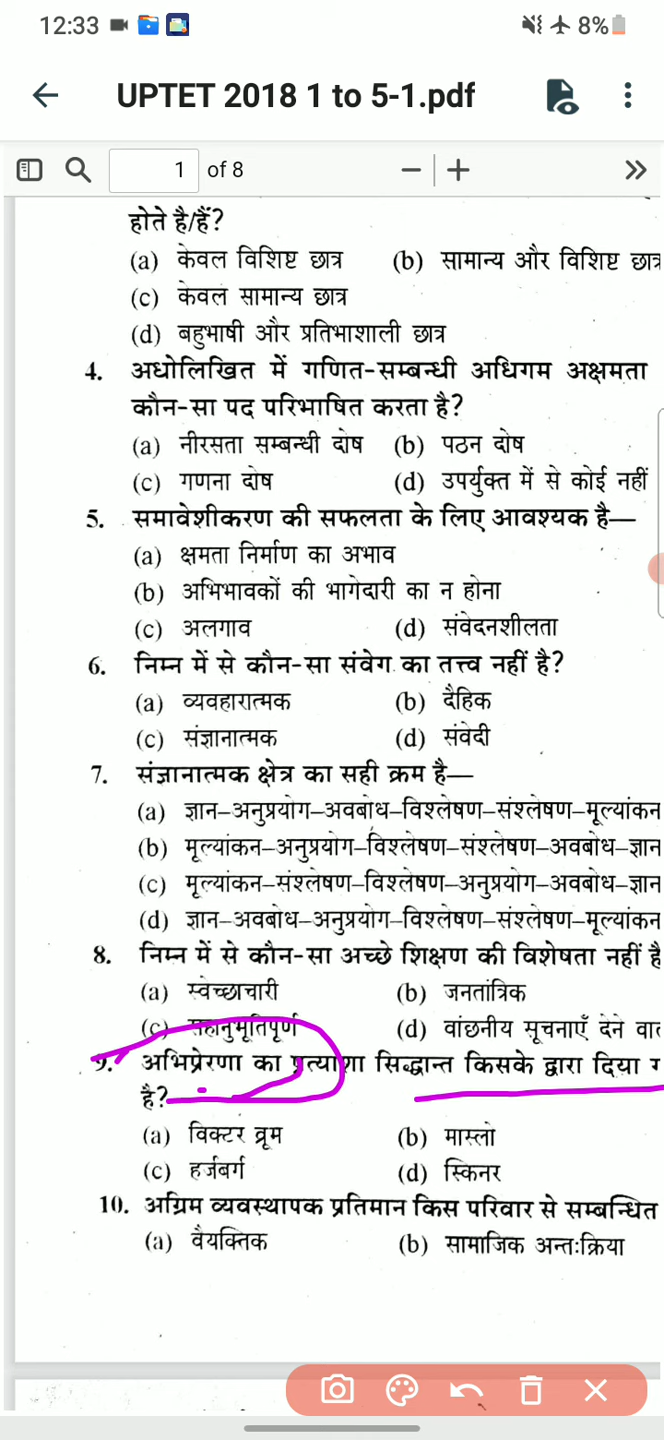 12:33 8%
UPTET 2018 1 to 5-1.pdf
1 of 8
होते है/हैं?
(a) केवल विशिष्ट छात्र (b) सामान्य और विशिष्ट छात्र
(c) केवल सामान्य छात्र
(d) बहुभाषी और प्रतिभाशाली छात्र
4. अधोलिखित में गणित-सम्बन्धी अधिगम अक्षमता
कौन-सा पद परिभाषित करता है?
(a) नीरसता सम्बन्धी दोष (b) पठन दोष
(c) गणना दोष (d) उपर्युक्त में से कोई नहीं
5. समावेशीकरण की सफलता के लिए आवश्यक है—
(a) क्षमता निर्माण का अभाव
(b) अभिभावकों की भागेदारी का न होना
(c) अलगाव (d) संवेदनशीलता
6. निम्न में से कौन-सा संवेग का तत्त्व नहीं है?
(a) व्यवहारात्मक (b) दैहिक
(c) संज्ञानात्मक (d) संवेदी
7. संज्ञानात्मक क्षेत्र का सही क्रम है—
(a) ज्ञान–अनुप्रयोग–अवबोध–विश्लेषण–संश्लेषण–मूल्यांकन
(b) मूल्यांकन–अनुप्रयोग–विश्लेषण–संश्लेषण–अवबोध–ज्ञान
(c) मूल्यांकन–संश्लेषण–विश्लेषण–अनुप्रयोग–अवबोध–ज्ञान
(d) ज्ञान–अवबोध–अनुप्रयोग–विश्लेषण–संश्लेषण–मूल्यांकन
8. निम्न में से कौन-सा अच्छे शिक्षण की विशेषता नहीं है
(a) स्वेच्छाचारी (b) जनतांत्रिक
(c) सहानुभूतिपूर्ण (d) वांछनीय सूचनाएँ देने
9. अभिप्रेरणा का प्रत्याशा सिद्धान्त किसके द्वारा दिया
है?
(a) विक्टर व्रूम (b) मास्लो
(c) हर्जबर्ग (d) स्किनर
10. अग्रिम व्यवस्थापक प्रतिमान किस परिवार से सम्बन्धित
(a) वैयक्तिक (b) सामाजिक अन्तःक्रिया